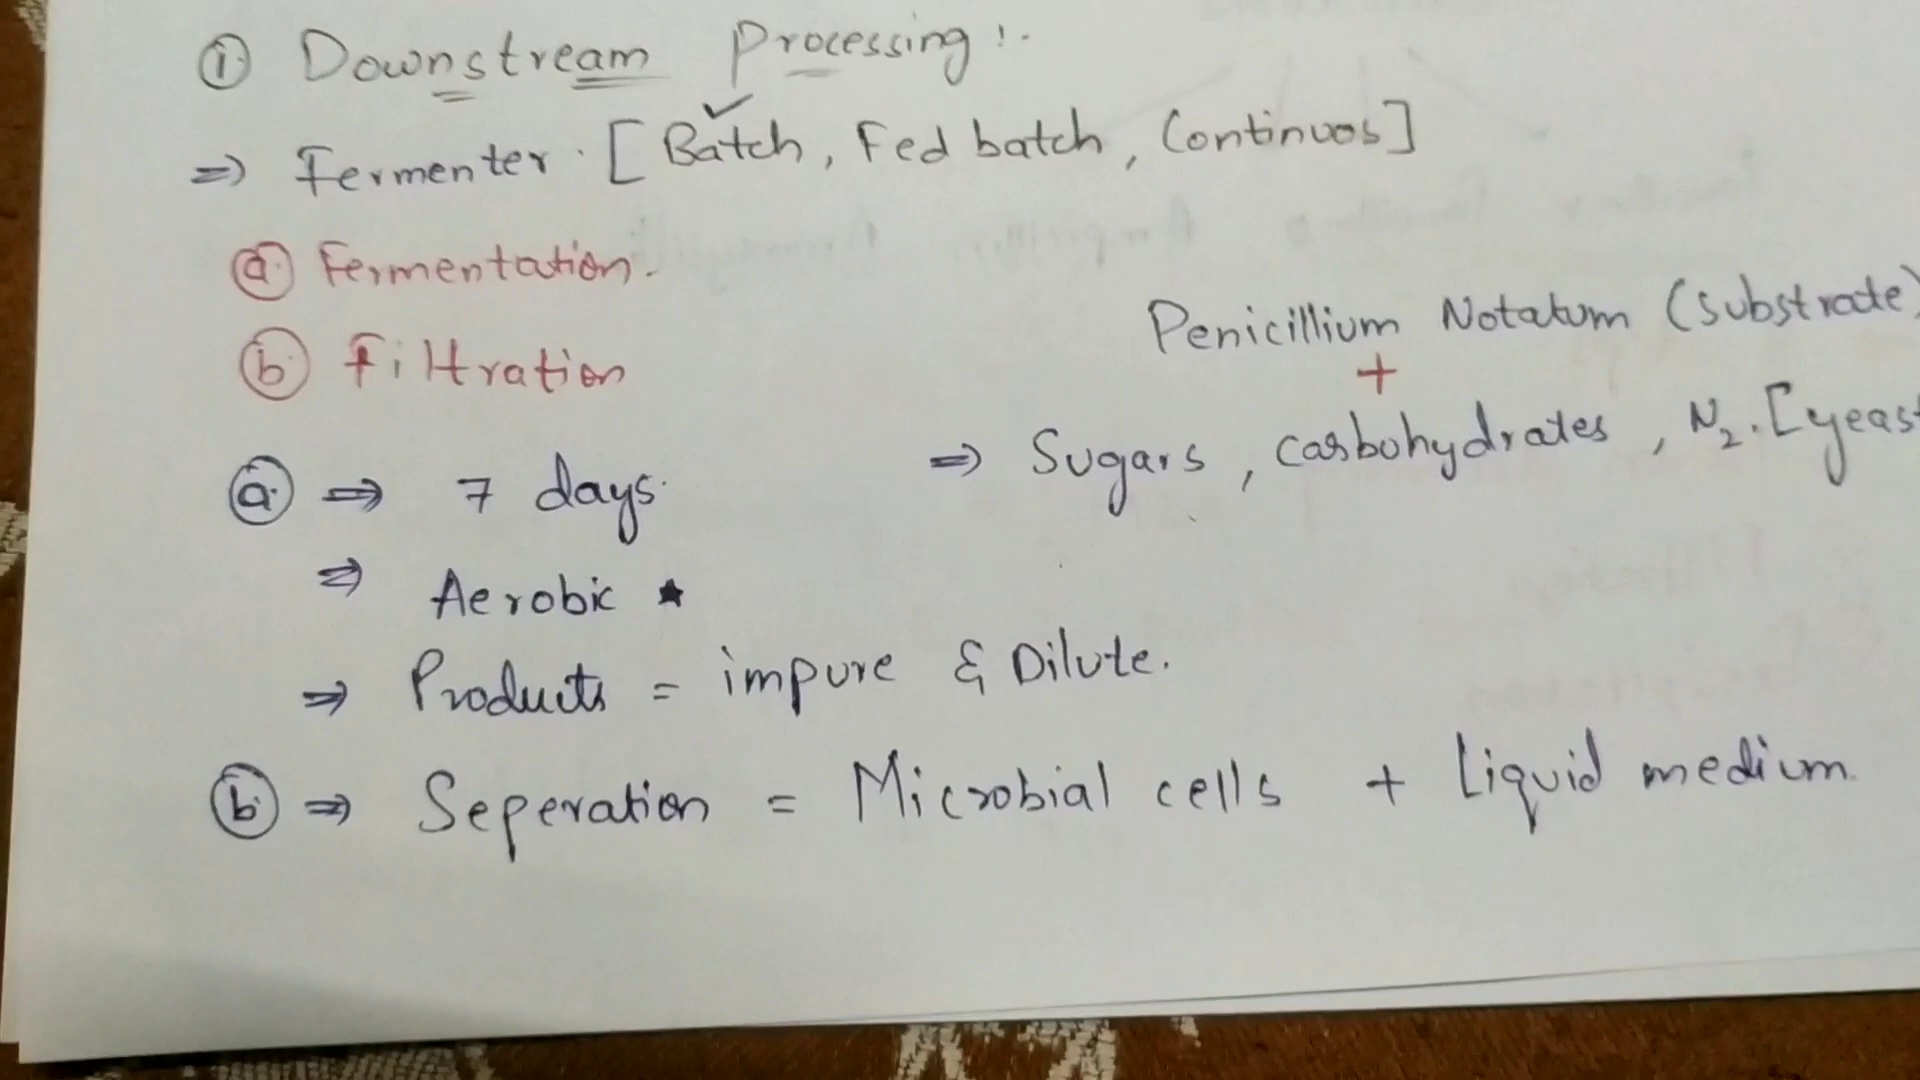 ① Downstream Processing :-
⇒ Fermenter. [Batch, Fed batch, Continuos]
ⓐ Fermentation.
ⓑ Filtration
Penicillium Notatum (substrate)
+
⇒ Sugars, carbohydrates, N₂. [yeast
ⓐ ⇒ 7 days.
⇒ Aerobic ★
⇒ Products = impure & Dilute.
ⓑ ⇒ Seperation = Microbial cells + Liquid medium